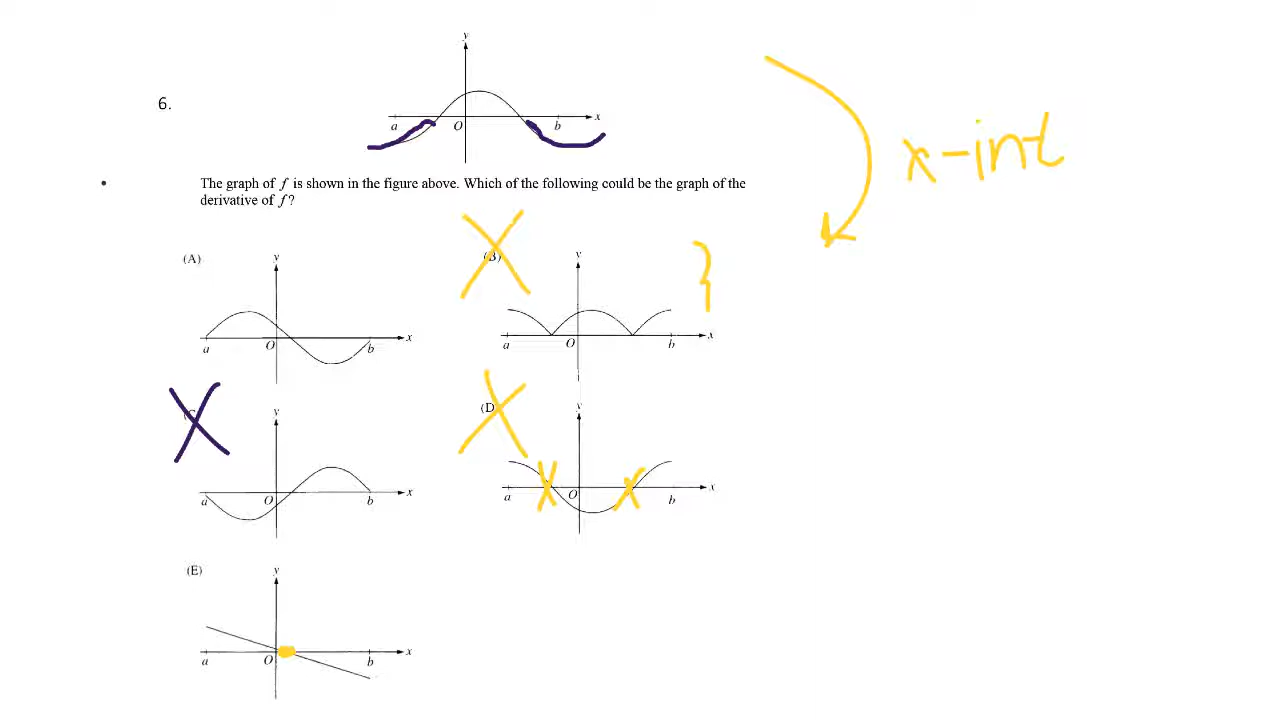 y
6.
a
O
b
x
x-int
The graph of f is shown in the figure above. Which of the following could be the graph of the
derivative of f?
(A)
y
a
O
b
x
(B)
y
a
O
b
x
(C)
y
a
O
b
x
(D)
y
a
O
b
x
(E)
y
a
O
b
x